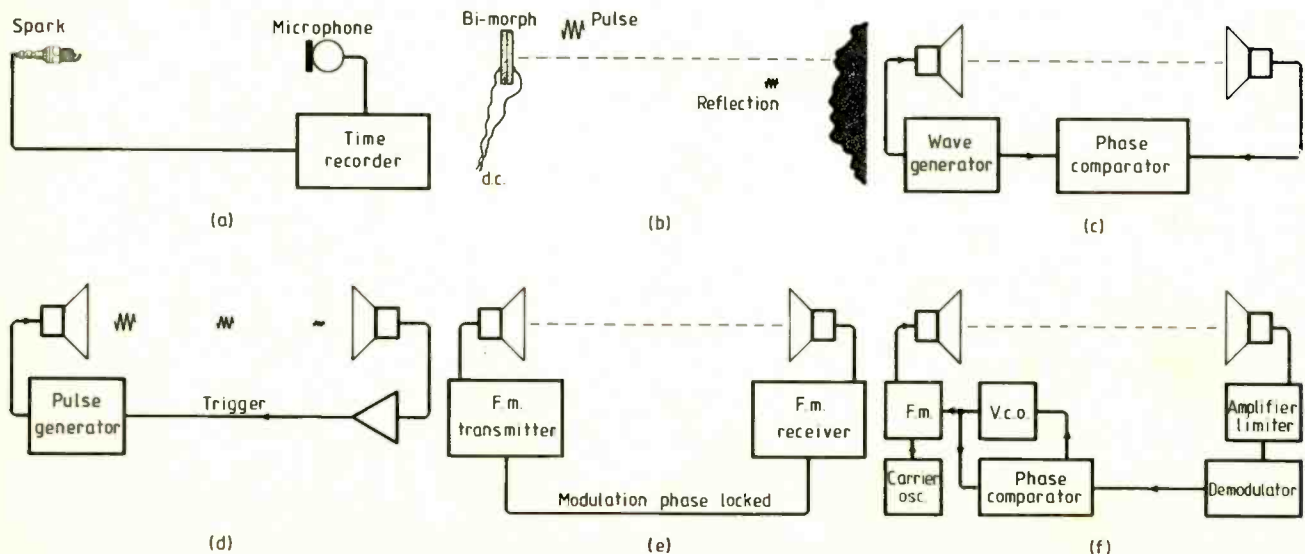 Spark
Microphone
Time
recorder
(a)
Bi-morph
Pulse
Reflection
d.c.
(b)
Wave
generator
Phase
comparator
(c)
Pulse
generator
Trigger
(d)
F.m.
transmitter
F.m.
receiver
Modulation phase locked
(e)
F.m.
V.c.o.
Amplifier
limiter
Carrier
osc.
Phase
comparator
Demodulator
(f)